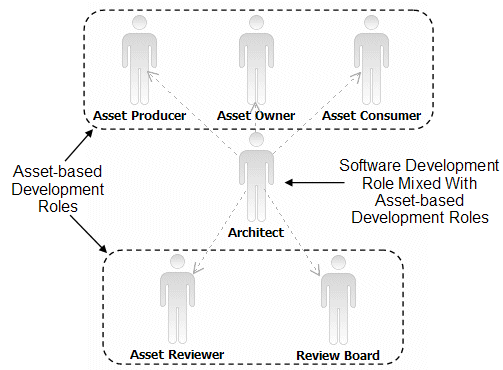 Asset Producer
Asset Owner
Asset Consumer
Asset-based
Development
Roles
Software Development
Role Mixed With
Asset-based
Development Roles
Architect
Asset Reviewer
Review Board